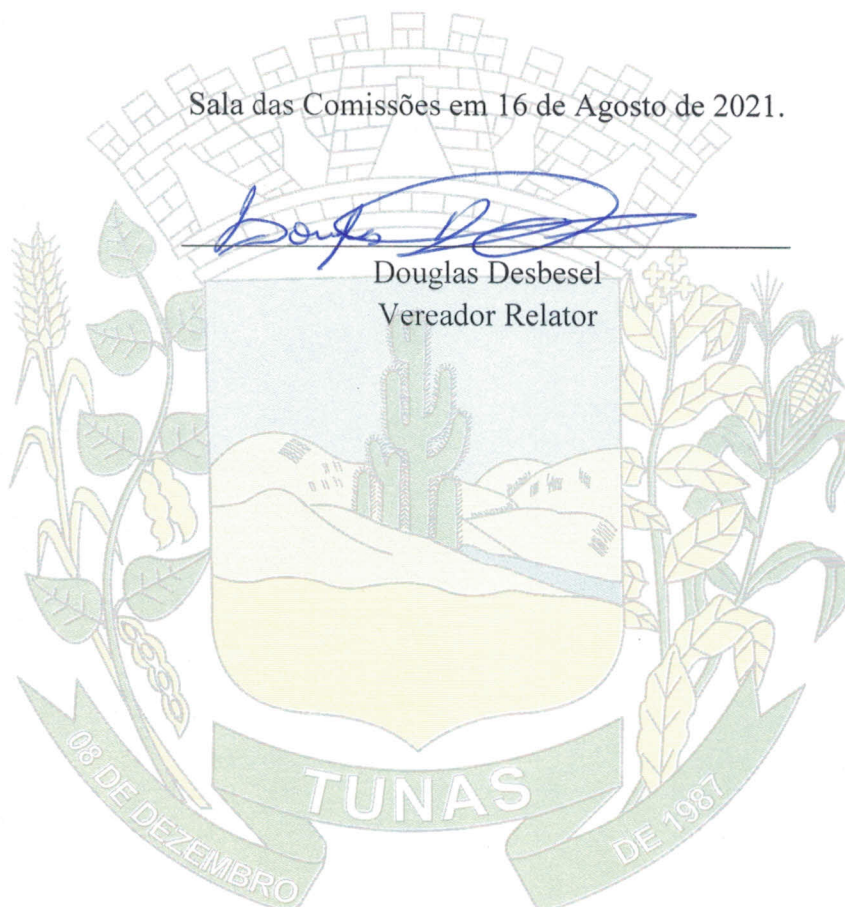 Sala das Comissões em 16 de Agosto de 2021.
Douglas Desbesel
Vereador Relator
08 DE DEZEMBRO
TUNAS
DE 1987